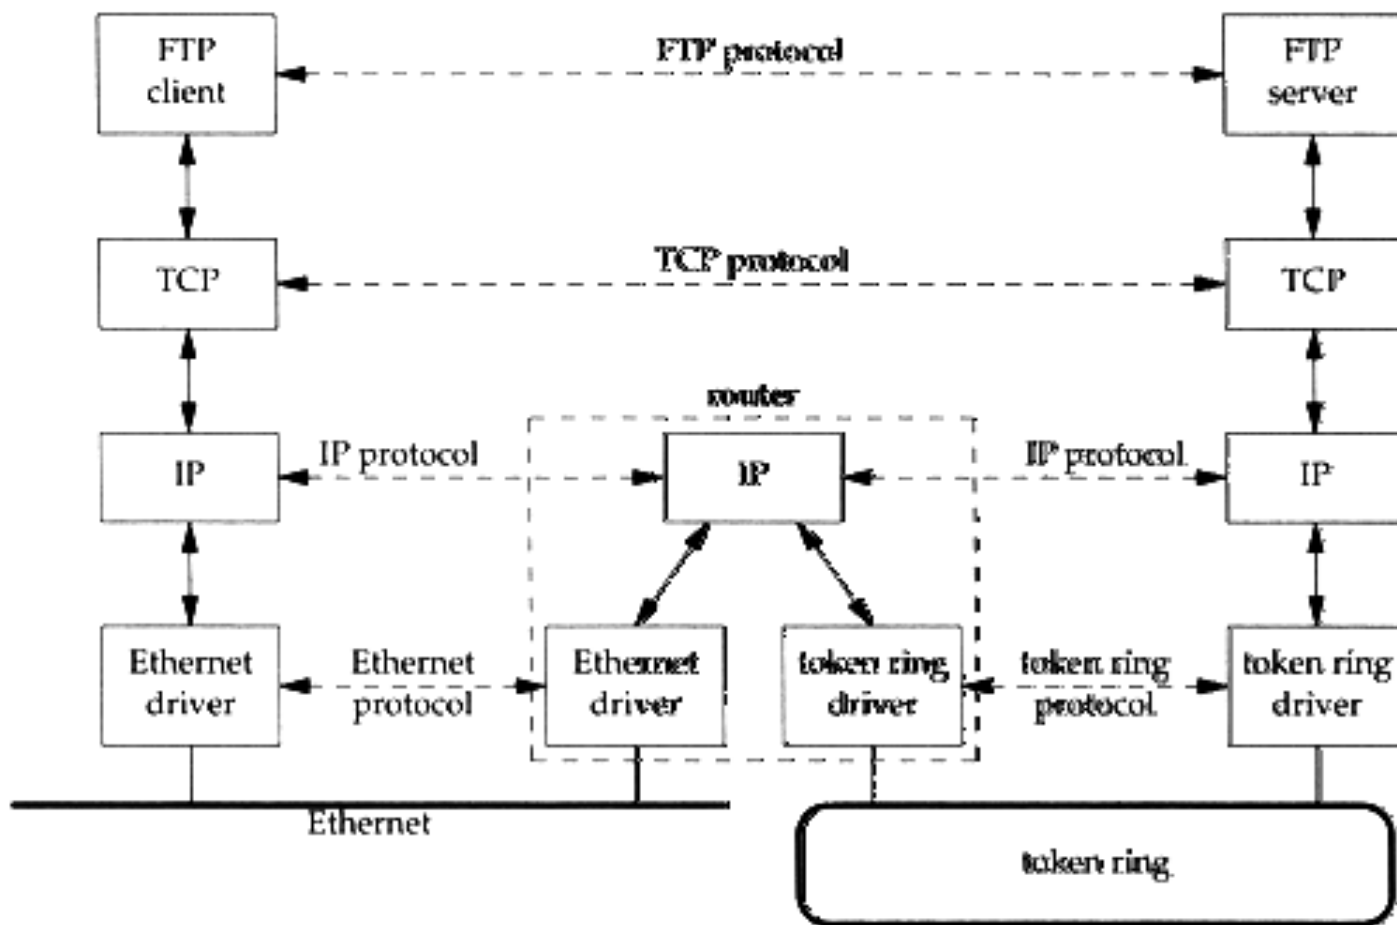 FTP
client
FTP protocol
FTP
server
TCP
TCP protocol
TCP
router
IP
IP protocol
IP
IP protocol
IP
Ethernet
driver
Ethernet
protocol
Ethernet
driver
token ring
driver
token ring
protocol
token ring
driver
Ethernet
token ring